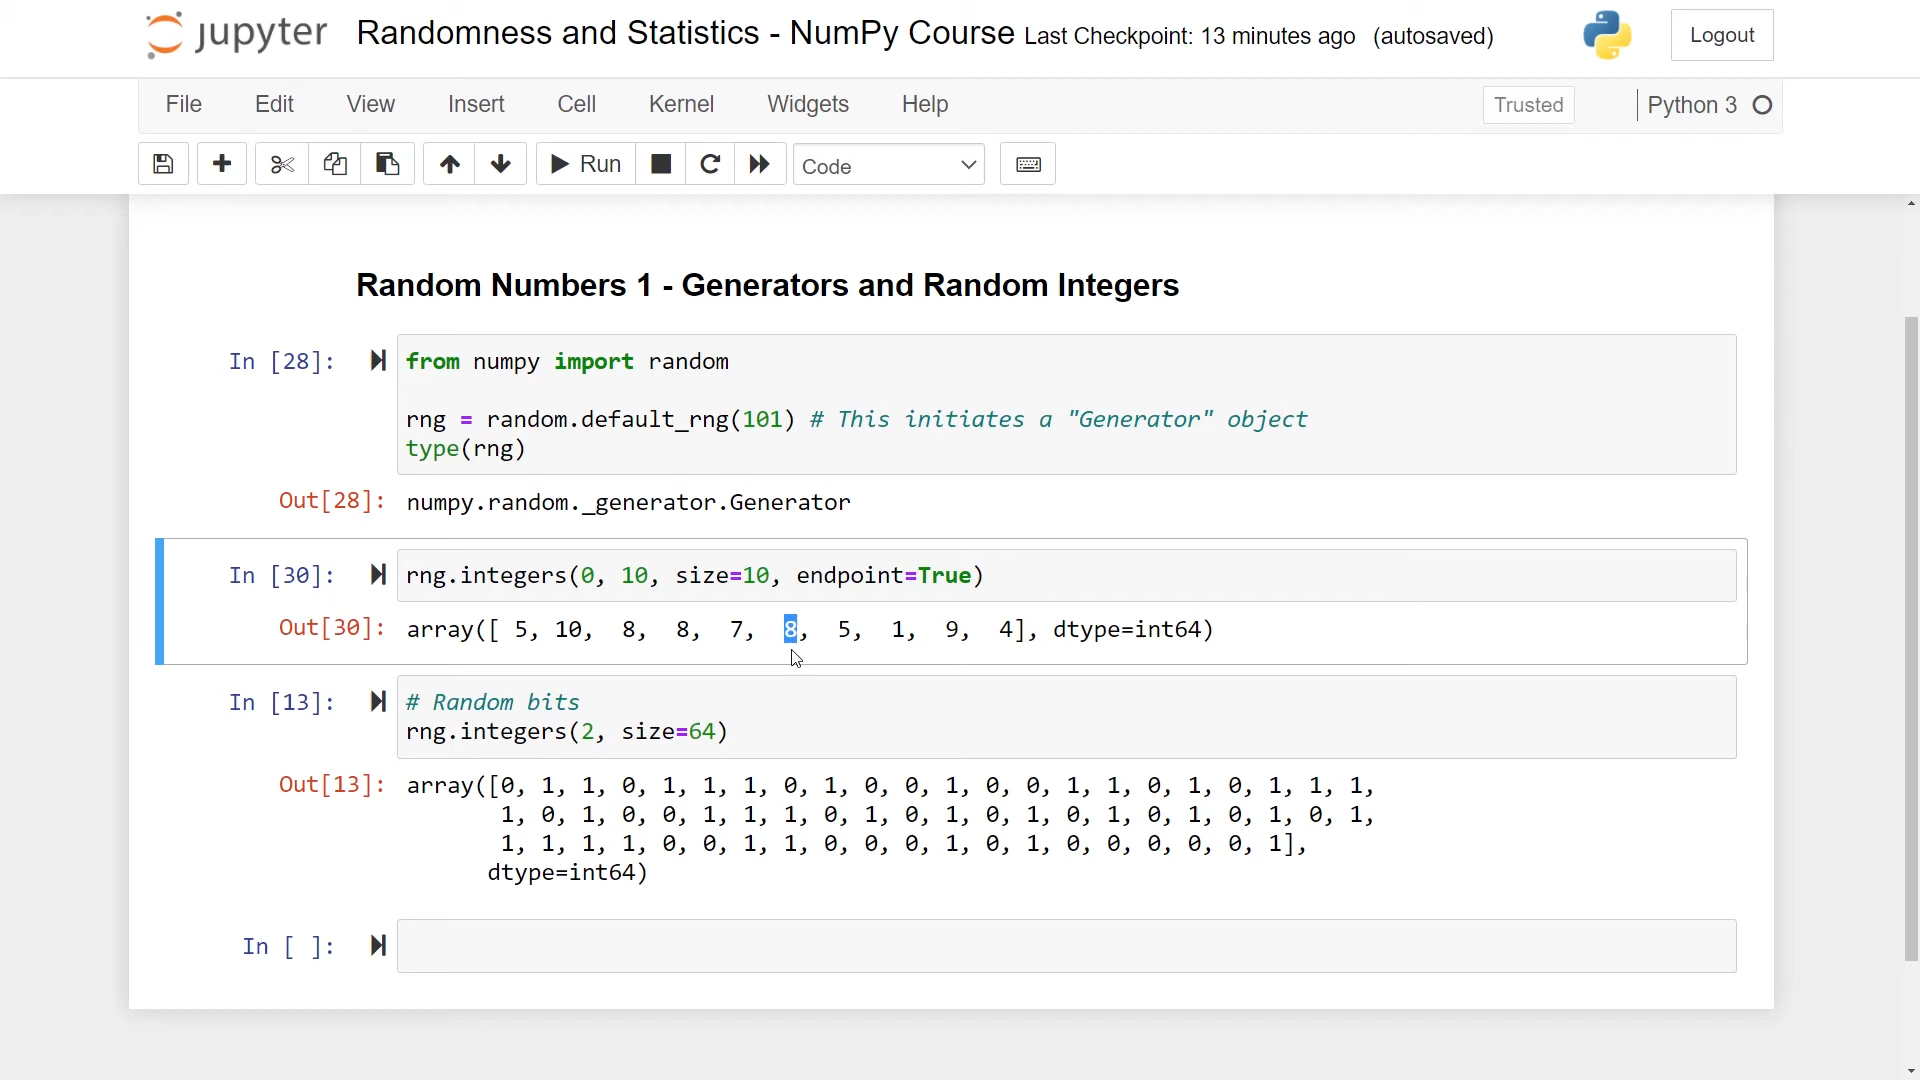 jupyter Randomness and Statistics - NumPy Course Last Checkpoint: 13 minutes ago (autosaved) Logout
File Edit View Insert Cell Kernel Widgets Help Trusted Python 3
Run Code
Random Numbers 1 - Generators and Random Integers
In [28]: from numpy import random
rng = random.default_rng(101) # This initiates a "Generator" object
type(rng)
Out[28]: numpy.random._generator.Generator
In [30]: rng.integers(0, 10, size=10, endpoint=True)
Out[30]: array([ 5, 10, 8, 8, 7, 8, 5, 1, 9, 4], dtype=int64)
In [13]: # Random bits
rng.integers(2, size=64)
Out[13]: array([0, 1, 1, 0, 1, 1, 1, 0, 1, 0, 0, 1, 0, 0, 1, 1, 0, 1, 0, 1, 1, 1,
1, 0, 1, 0, 0, 1, 1, 1, 0, 1, 0, 1, 0, 1, 0, 1, 0, 1, 0, 1, 0, 1,
1, 1, 1, 1, 0, 0, 1, 1, 0, 0, 0, 1, 0, 1, 0, 0, 0, 0, 0, 1],
dtype=int64)
In [ ]: